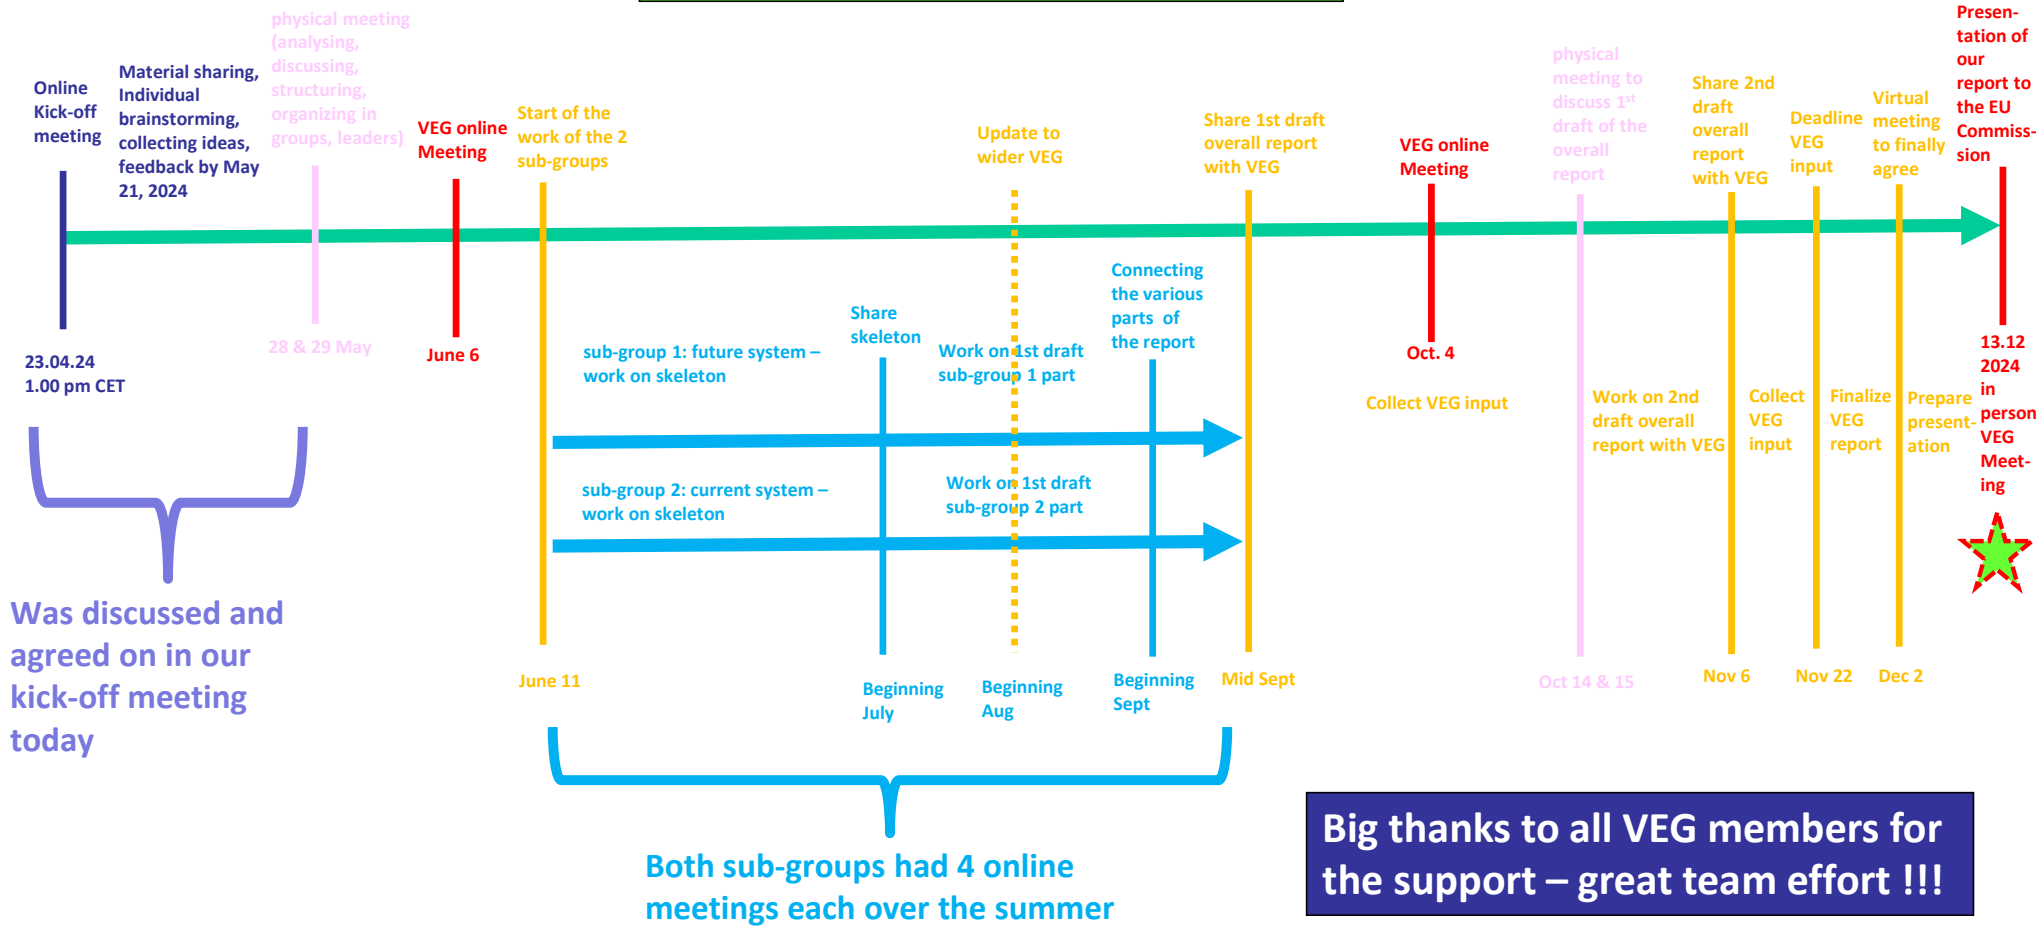 Online
Kick-off
meeting
Material sharing,
Individual
brainstorming,
collecting ideas,
feedback by May
21, 2024
physical meeting
(analysing,
discussing,
structuring,
organizing in
groups, leaders)
VEG online
Meeting
Start of the
work of the 2
sub-groups
Update to
wider VEG
Share 1st draft
overall report
with VEG
VEG online
Meeting
physical
meeting to
discuss 1st
draft of the
overall
report
Share 2nd
draft
overall
report
with VEG
Deadline
VEG
input
Virtual
meeting
to finally
agree
Presen-
tation of
our
report to
the EU
Commis-
sion
23.04.24
1.00 pm CET
28 & 29 May
June 6
sub-group 1: future system –
work on skeleton
Share
skeleton
Work on 1st draft
sub-group 1 part
Connecting
the various
parts of
the report
Oct. 4
Collect VEG input
Work on 2nd
draft overall
report with VEG
Collect
VEG
input
Finalize
VEG
report
Prepare
present-
ation
13.12
2024
in
person
VEG
Meet-
ing
sub-group 2: current system –
work on skeleton
Work on 1st draft
sub-group 2 part
Was discussed and
agreed on in our
kick-off meeting
today
June 11
Beginning
July
Beginning
Aug
Beginning
Sept
Mid Sept
Oct 14 & 15
Nov 6
Nov 22
Dec 2
Both sub-groups had 4 online
meetings each over the summer
Big thanks to all VEG members for
the support – great team effort !!!